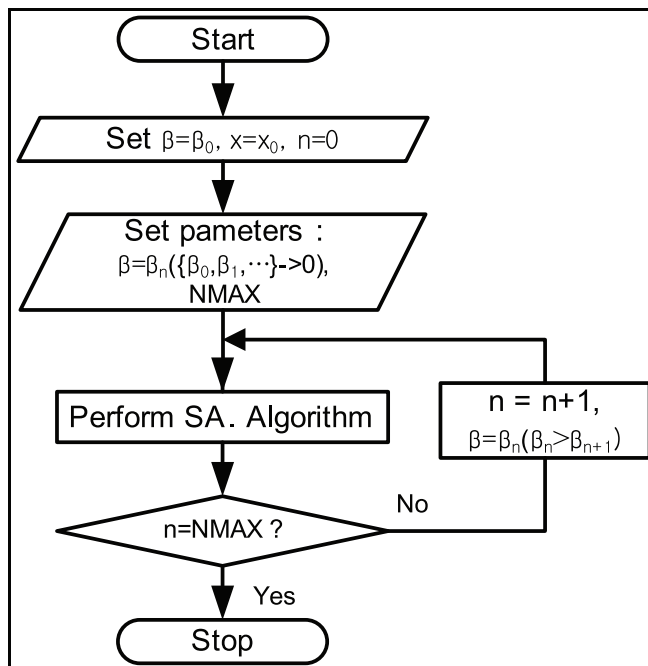 Start
Set β=β₀, x=x₀, n=0
Set pameters :
β=βₙ({β₀,β₁,⋯}->0),
NMAX
Perform SA. Algorithm
n = n+1,
β=βₙ(βₙ>βₙ₊₁)
n=NMAX ?
No
Yes
Stop